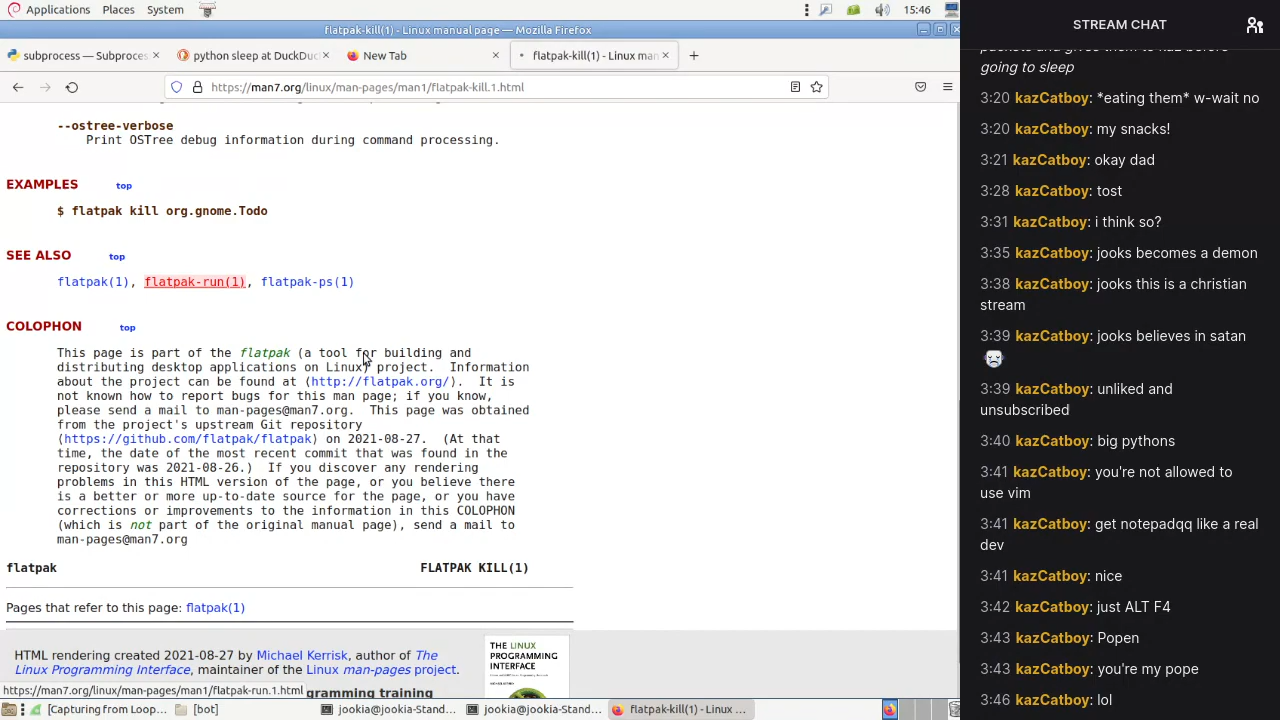 Applications Places System 15:46
flatpak-kill(1) - Linux manual page — Mozilla Firefox
subprocess — Subproces
python sleep at DuckDuc
New Tab
flatpak-kill(1) - Linux man
https://man7.org/linux/man-pages/man1/flatpak-kill.1.html
--ostree-verbose
Print OSTree debug information during command processing.
EXAMPLES top
$ flatpak kill org.gnome.Todo
SEE ALSO top
flatpak(1), flatpak-run(1), flatpak-ps(1)
COLOPHON top
This page is part of the flatpak (a tool for building and
distributing desktop applications on Linux) project. Information
about the project can be found at ⟨http://flatpak.org/⟩. It is
not known how to report bugs for this man page; if you know,
please send a mail to man-pages@man7.org. This page was obtained
from the project's upstream Git repository
⟨https://github.com/flatpak/flatpak⟩ on 2021-08-27. (At that
time, the date of the most recent commit that was found in the
repository was 2021-08-26.) If you discover any rendering
problems in this HTML version of the page, or you believe there
is a better or more up-to-date source for the page, or you have
corrections or improvements to the information in this COLOPHON
(which is not part of the original manual page), send a mail to
man-pages@man7.org
flatpak FLATPAK KILL(1)
Pages that refer to this page: flatpak(1)
HTML rendering created 2021-08-27 by Michael Kerrisk, author of The
Linux Programming Interface, maintainer of the Linux man-pages project.
gramming training
THE LINUX
PROGRAMMING
INTERFACE
https://man7.org/linux/man-pages/man1/flatpak-run.1.html
[Capturing from Loop...
[bot]
jookia@jookia-Stand...
jookia@jookia-Stand...
flatpak-kill(1) - Linux ...
STREAM CHAT
packets and gives them to kaz before
going to sleep
3:20 kazCatboy: *eating them* w-wait no
3:20 kazCatboy: my snacks!
3:21 kazCatboy: okay dad
3:28 kazCatboy: tost
3:31 kazCatboy: i think so?
3:35 kazCatboy: jooks becomes a demon
3:38 kazCatboy: jooks this is a christian
stream
3:39 kazCatboy: jooks believes in satan
3:39 kazCatboy: unliked and
unsubscribed
3:40 kazCatboy: big pythons
3:41 kazCatboy: you're not allowed to
use vim
3:41 kazCatboy: get notepadqq like a real
dev
3:41 kazCatboy: nice
3:42 kazCatboy: just ALT F4
3:43 kazCatboy: Popen
3:43 kazCatboy: you're my pope
3:46 kazCatboy: lol